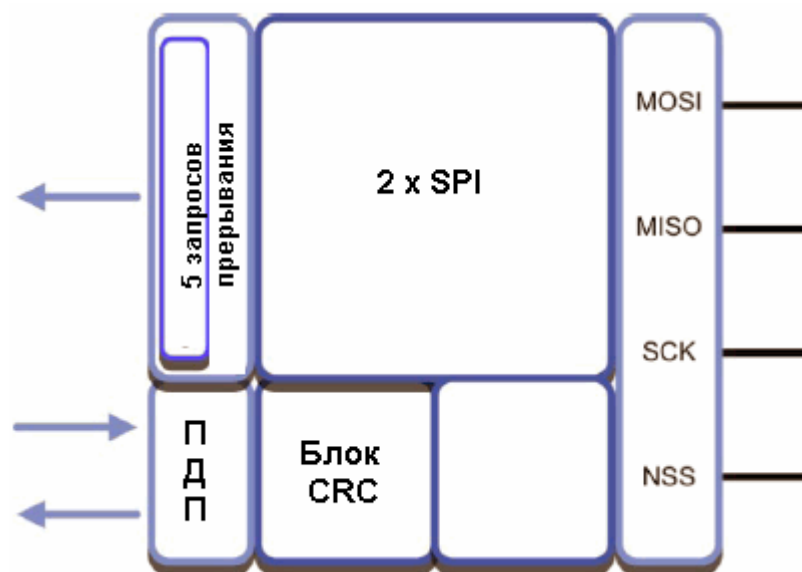 5 запросов
прерывания
2 x SPI
MOSI
MISO
SCK
NSS
П
Д
П
Блок
CRC